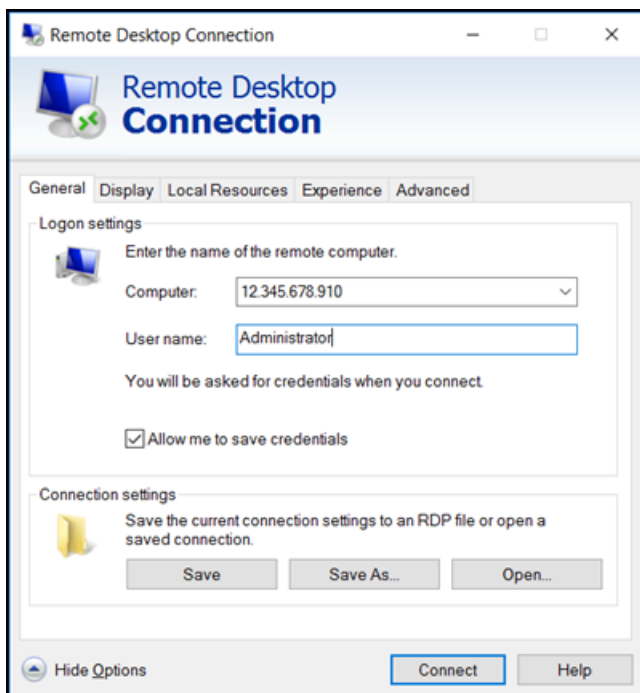 Remote Desktop Connection
Remote Desktop
Connection
General Display Local Resources Experience Advanced
Logon settings
Enter the name of the remote computer.
Computer: 12.345.678.910
User name: Administrator
You will be asked for credentials when you connect.
Allow me to save credentials
Connection settings
Save the current connection settings to an RDP file or open a
saved connection.
Save Save As... Open...
Hide Options Connect Help